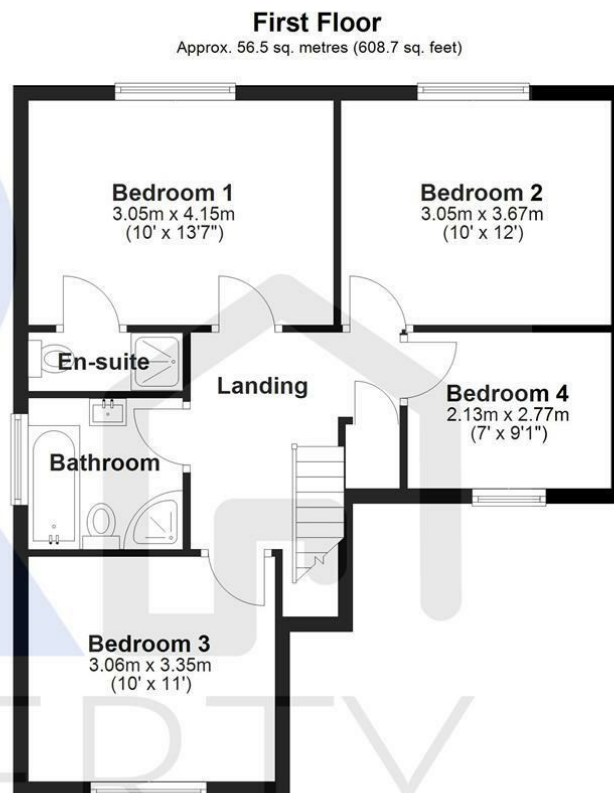 First Floor
Approx. 56.5 sq. metres (608.7 sq. feet)
Bedroom 1
3.05m x 4.15m
(10' x 13'7")
Bedroom 2
3.05m x 3.67m
(10' x 12')
En-suite
Landing
Bedroom 4
2.13m x 2.77m
(7' x 9'1")
Bathroom
Bedroom 3
3.06m x 3.35m
(10' x 11')
ERTY